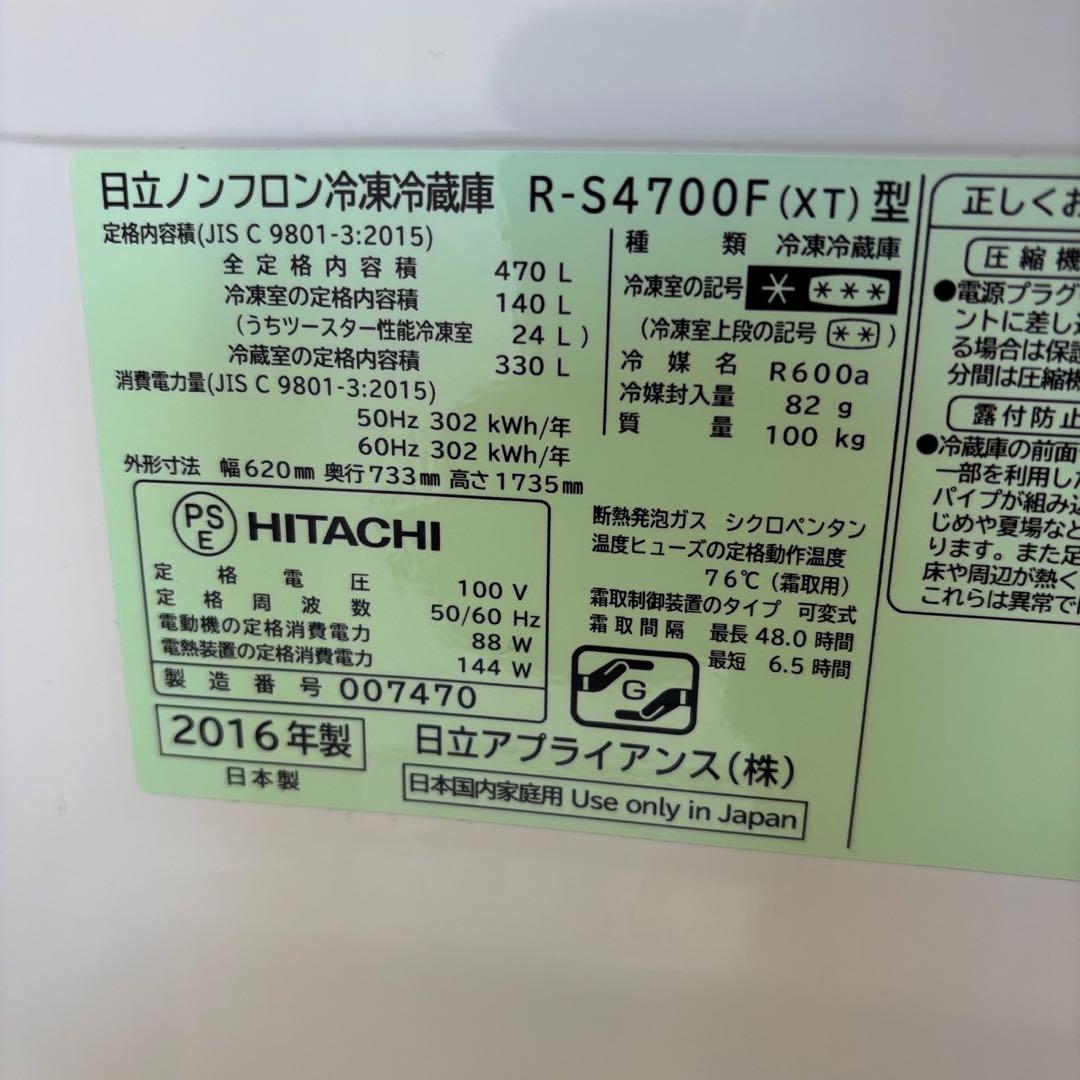 日立ノンフロン冷凍冷蔵庫 R-S4700F(XT)型
定格内容積(JIS C 9801-3:2015)
全定格内容積 470 L
冷凍室の定格内容積 140 L
(うちツースター性能冷凍室 24 L)
冷蔵室の定格内容積 330 L
消費電力量(JIS C 9801-3:2015)
50Hz 302 kWh/年
60Hz 302 kWh/年
外形寸法 幅620mm 奥行733mm 高さ1735mm
種類 冷凍冷蔵庫
冷凍室の記号 * ***
(冷凍室上段の記号 **)
冷媒名 R600a
冷媒封入量 82 g
質量 100 kg
PSE HITACHI
定格電圧 100 V
定格周波数 50/60 Hz
電動機の定格消費電力 88 W
電熱装置の定格消費電力 144 W
製造番号 007470
断熱発泡ガス シクロペンタン
温度ヒューズの定格動作温度
76℃(霜取用)
霜取制御装置のタイプ 可変式
霜取間隔 最長 48.0 時間
最短 6.5 時間
G
2016年製
日本製
日立アプライアンス(株)
日本国内家庭用 Use only in Japan
正しくお
圧縮機
●電源プラグ
ントに差し込
る場合は保護
分間は圧縮機
露付防止
●冷蔵庫の前面
一部を利用した
パイプが組み込
じめや夏場など
ります。また足
床や周辺が熱く
これらは異常では